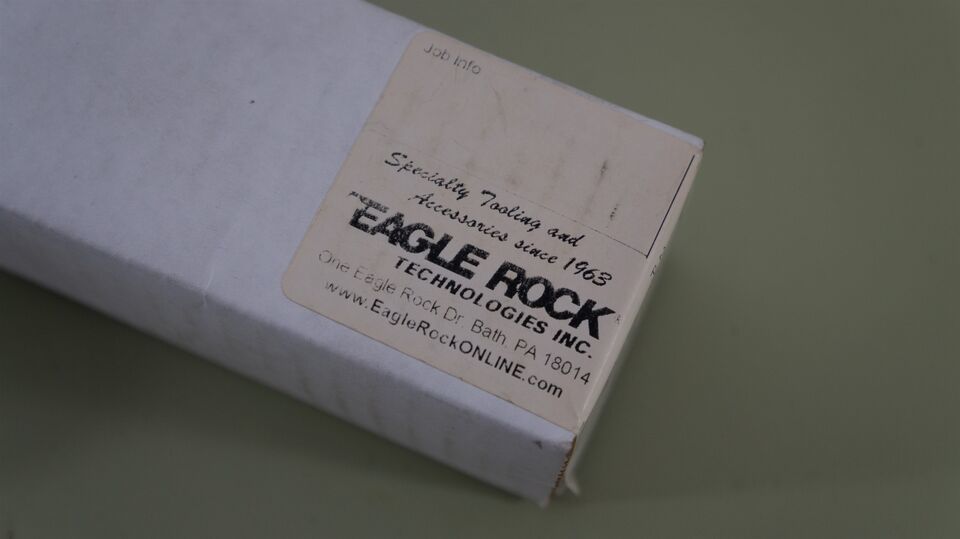 Job Info
Specialty Tooling and
Accessories since 1963
EAGLE ROCK
TECHNOLOGIES INC.
One Eagle Rock Dr. Bath, PA 18014
www.EagleRockONLINE.com